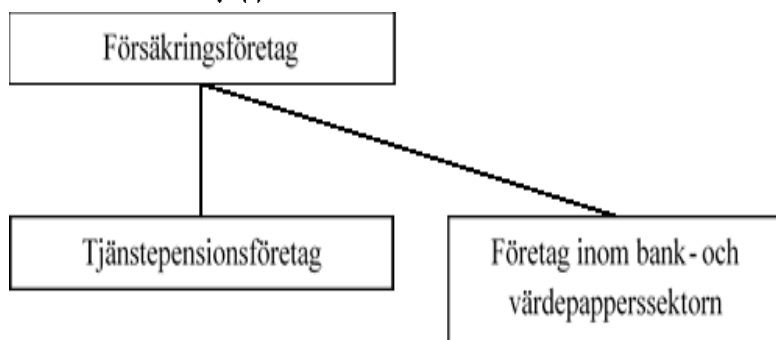 Försäkringsföretag
Tjänstepensionsföretag
Företag inom bank- och
värdepapperssektorn